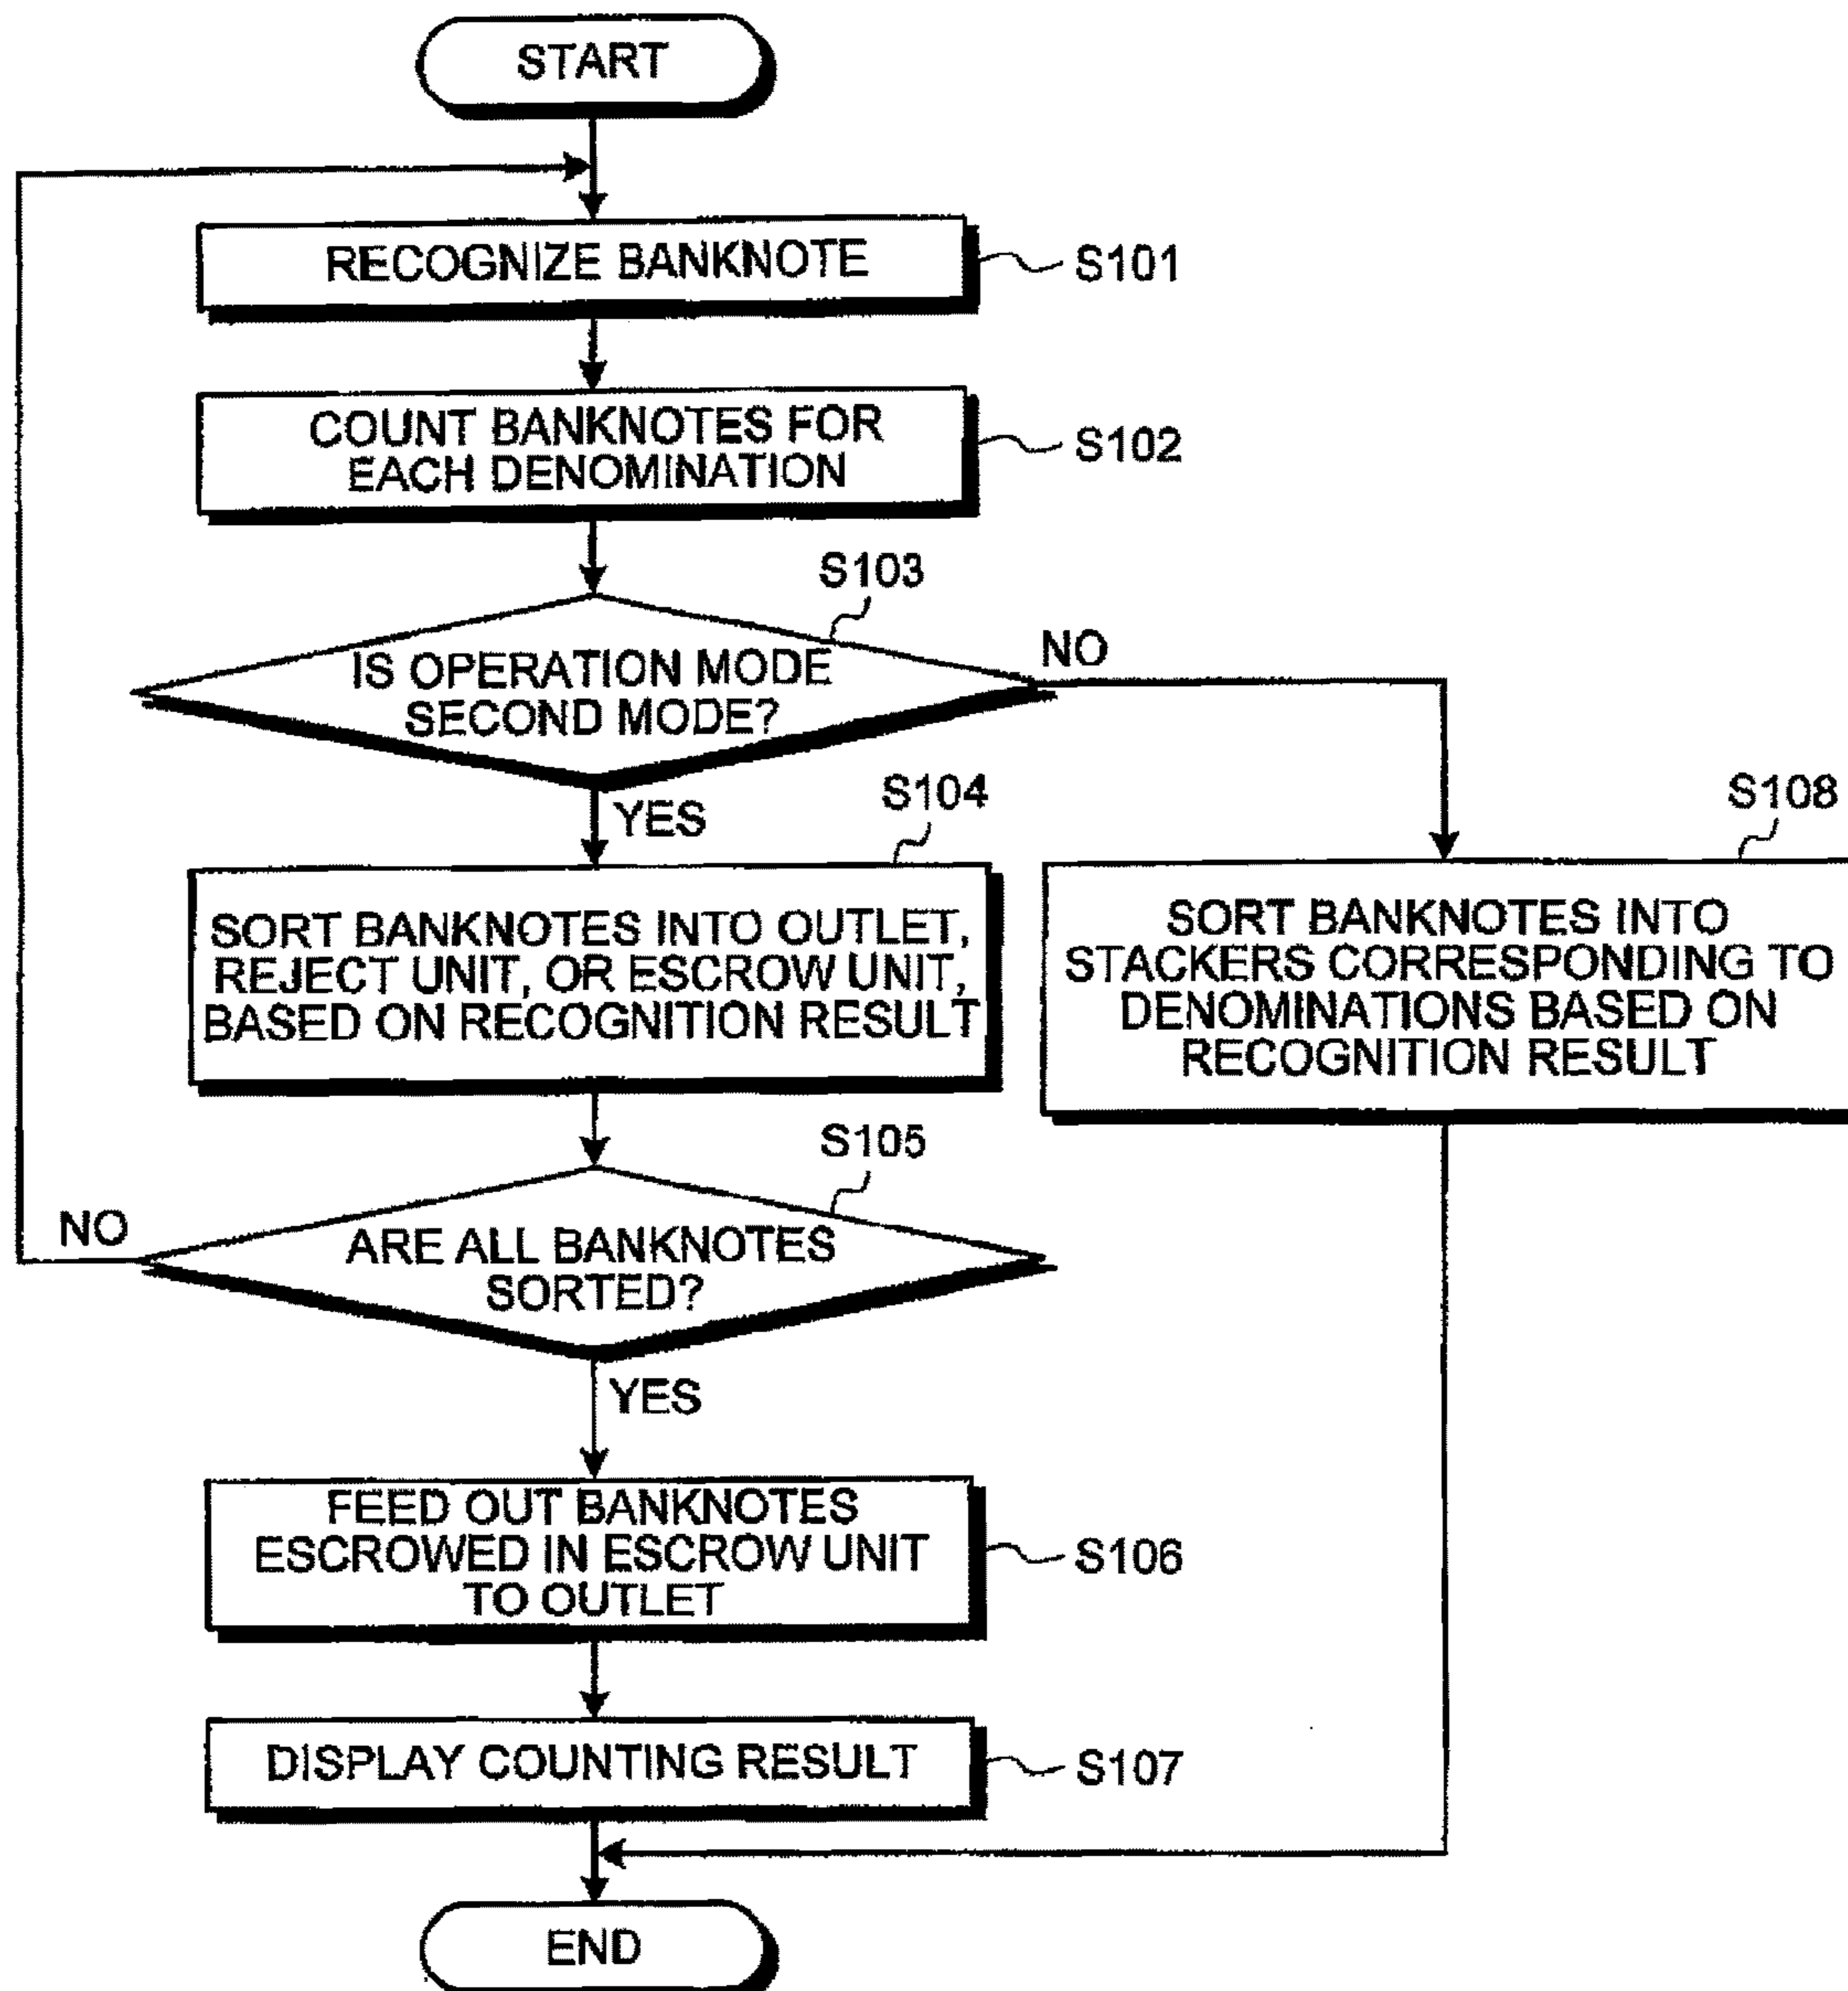 START
RECOGNIZE BANKNOTE
S101
COUNT BANKNOTES FOR
EACH DENOMINATION
S102
S103
IS OPERATION MODE
SECOND MODE?
NO
YES
S104
SORT BANKNOTES INTO OUTLET,
REJECT UNIT, OR ESCROW UNIT,
BASED ON RECOGNITION RESULT
S108
SORT BANKNOTES INTO
STACKERS CORRESPONDING TO
DENOMINATIONS BASED ON
RECOGNITION RESULT
S105
ARE ALL BANKNOTES
SORTED?
NO
YES
FEED OUT BANKNOTES
ESCROWED IN ESCROW UNIT
TO OUTLET
S106
DISPLAY COUNTING RESULT
S107
END